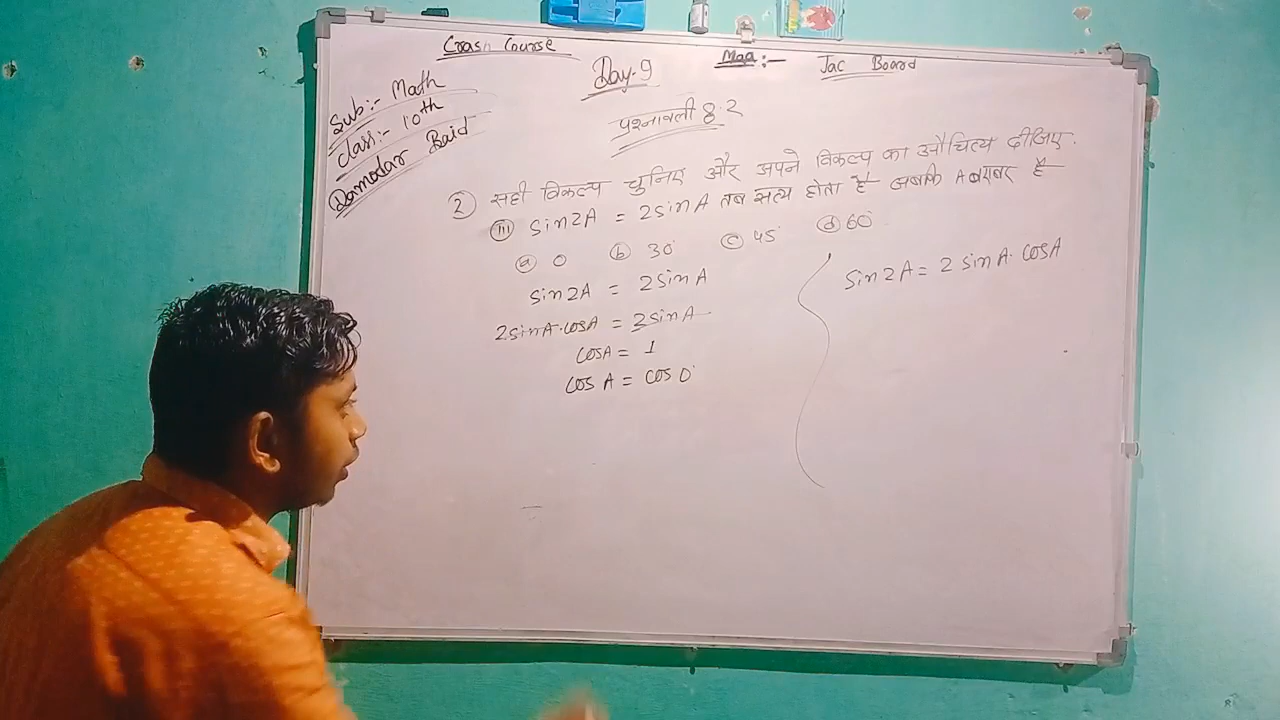 Crash Course
Maa:-
Jac Board
Day-9
Sub:- Math
Class:- 10th
Damodar Baid
प्रश्नावली 8.2
2 सही विकल्प चुनिए और अपने विकल्प का औचित्य दीजिए.
(iii) sin2A = 2sinA तब सत्य होता है जबकि A बराबर है
(a) 0 (b) 30° (c) 45° (d) 60°
sin2A = 2sinA
2sinA·cosA = 2sinA
cosA = 1
cos A = cos 0°
sin2A = 2 sinA· cosA